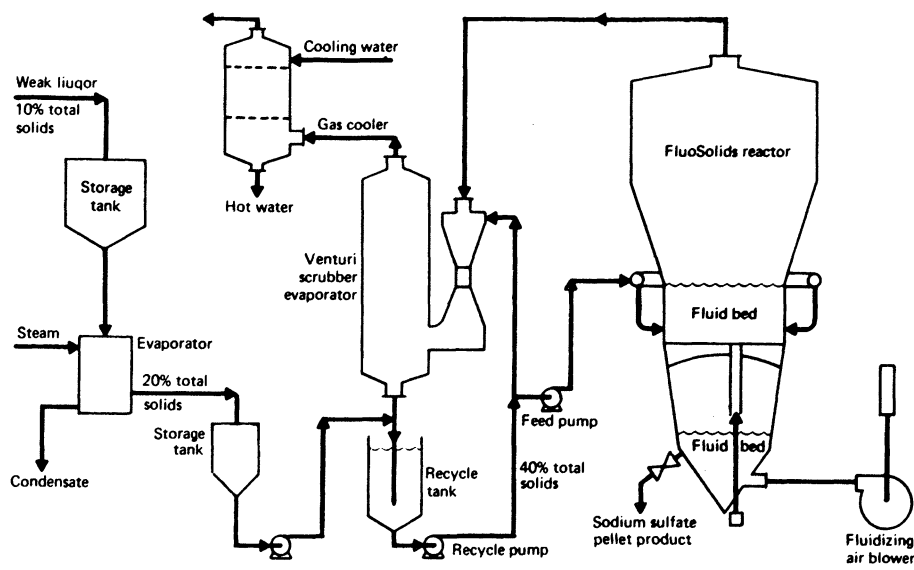 Cooling water
Weak liuqor
10% total
solids
Gas cooler
FluoSolids reactor
Storage
tank
Hot water
Venturi
scrubber
evaporator
Fluid bed
Steam
Evaporator
20% total
solids
Feed pump
Storage
tank
Fluid bed
Condensate
Recycle
tank
40% total
solids
Sodium sulfate
pellet product
Recycle pump
Fluidizing
air blower